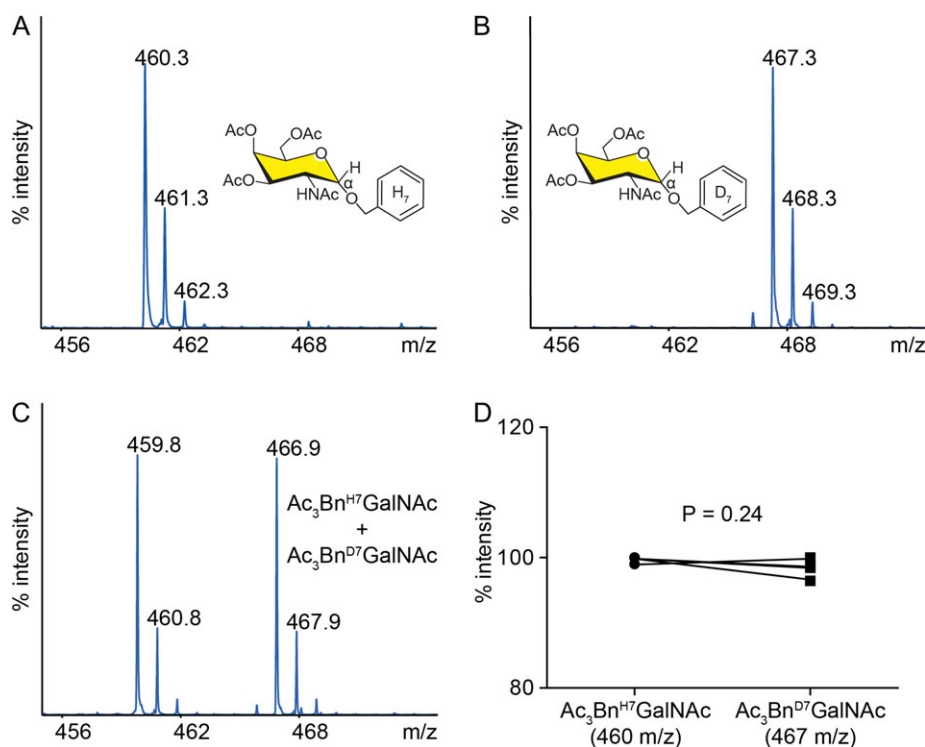 A
460.3
461.3
462.3
AcO
OAc
O
H
AcO
HNAc
α
O
H7
% intensity
456
462
468
m/z
B
467.3
468.3
469.3
AcO
OAc
O
H
AcO
HNAc
α
O
D7
% intensity
456
462
468
m/z
C
459.8
460.8
466.9
467.9
Ac3BnH7GalNAc
+
Ac3BnD7GalNAc
% intensity
456
462
468
m/z
D
120
100
80
% intensity
P = 0.24
Ac3BnH7GalNAc
(460 m/z)
Ac3BnD7GalNAc
(467 m/z)